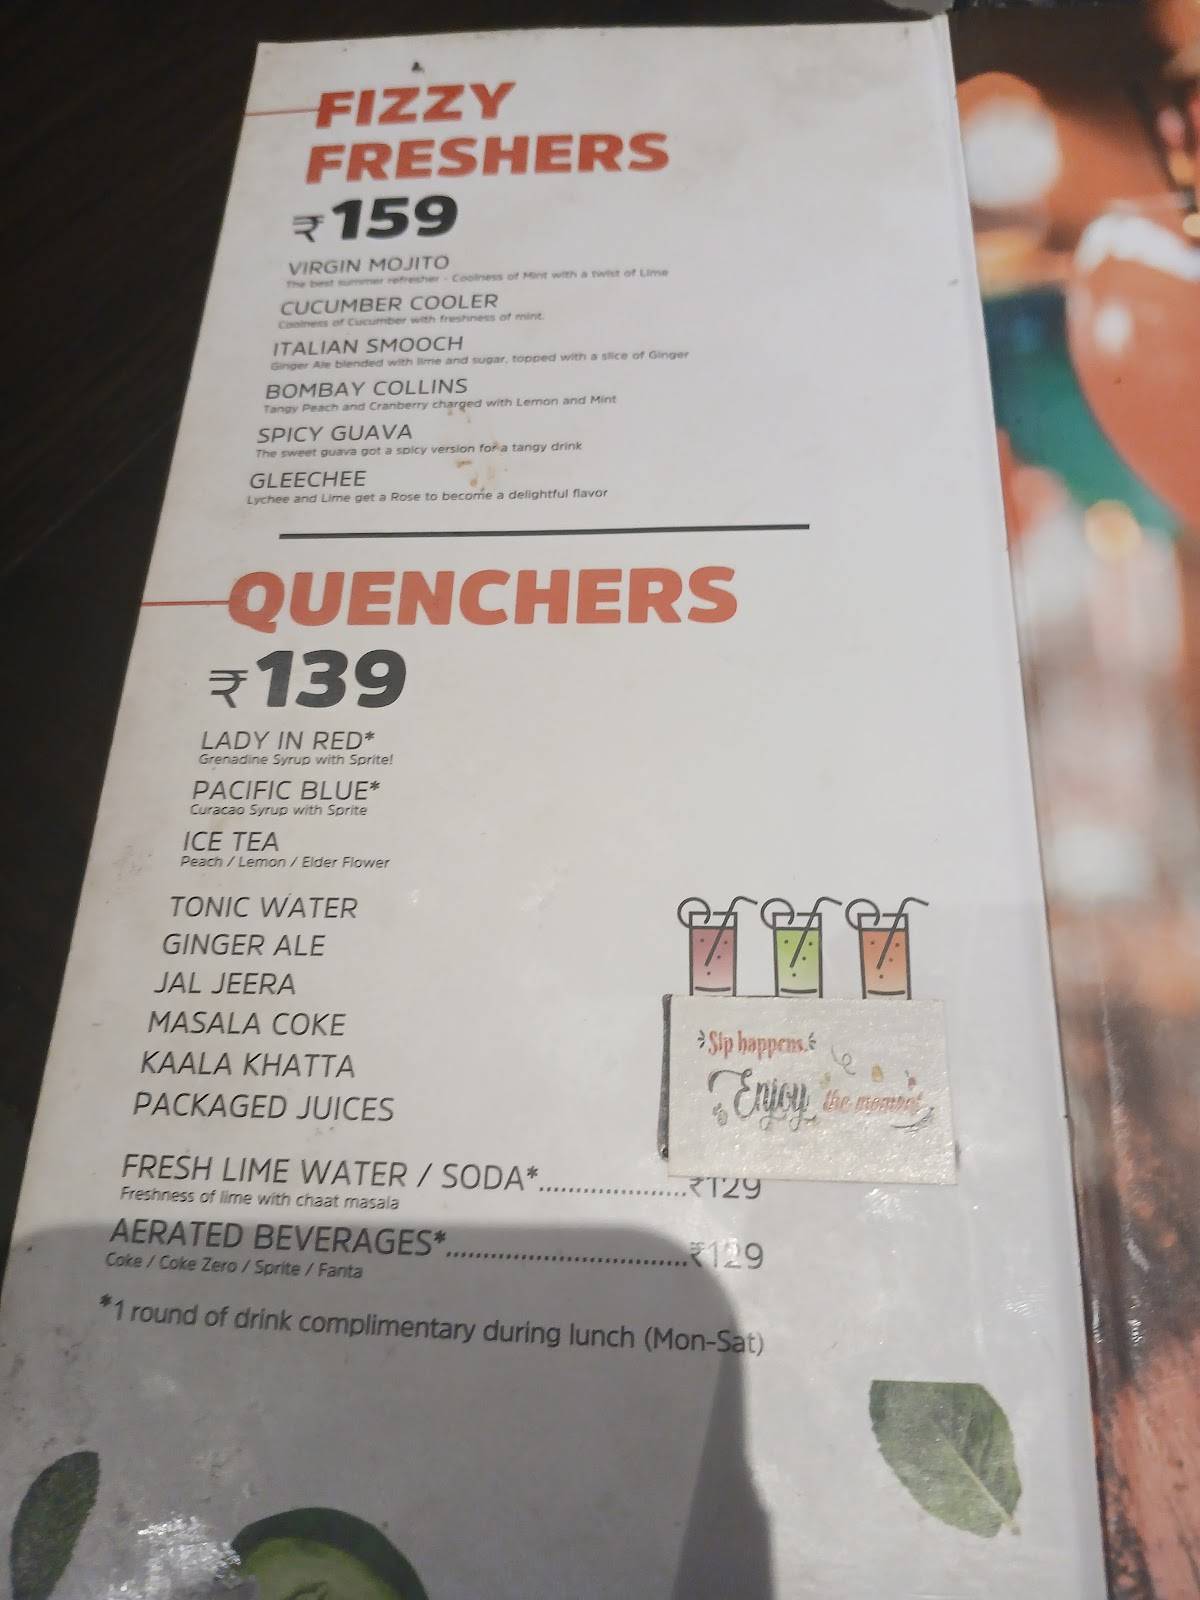 FIZZY
FRESHERS
₹159
VIRGIN MOJITO
The best summer refresher - Coolness of Mint with a twist of Lime
CUCUMBER COOLER
Coolness of Cucumber with freshness of mint.
ITALIAN SMOOCH
Ginger Ale blended with lime and sugar, topped with a slice of Ginger
BOMBAY COLLINS
Tangy Peach and Cranberry charged with Lemon and Mint
SPICY GUAVA
The sweet guava got a spicy version for a tangy drink
GLEECHEE
Lychee and Lime get a Rose to become a delightful flavor
QUENCHERS
₹139
LADY IN RED*
Grenadine Syrup with Sprite!
PACIFIC BLUE*
Curacao Syrup with Sprite
ICE TEA
Peach / Lemon / Elder Flower
TONIC WATER
GINGER ALE
JAL JEERA
MASALA COKE
KAALA KHATTA
PACKAGED JUICES
Sip happens.
Enjoy the moment
FRESH LIME WATER / SODA*....................₹129
Freshness of lime with chaat masala
AERATED BEVERAGES*.................................₹129
Coke / Coke Zero / Sprite / Fanta
*1 round of drink complimentary during lunch (Mon-Sat)